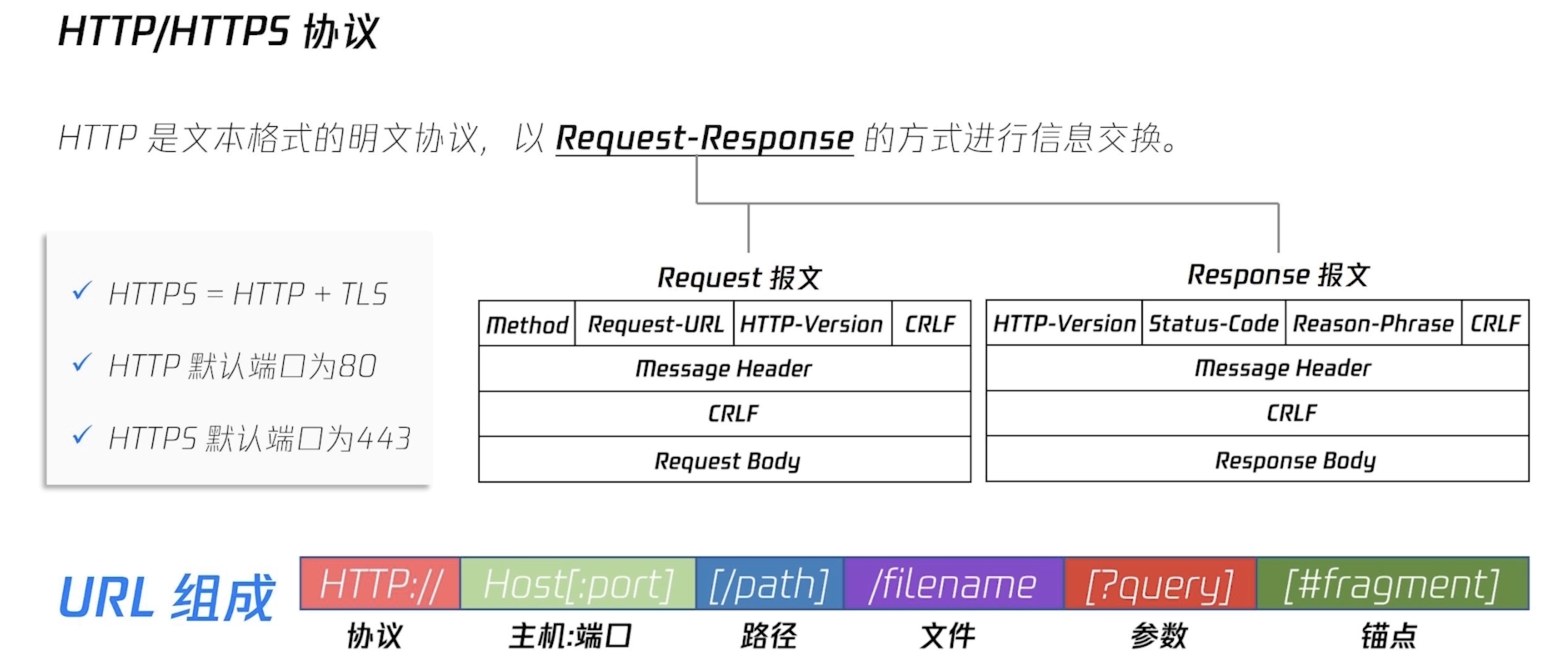 HTTP/HTTPS 协议
HTTP 是文本格式的明文协议，以 Request-Response 的方式进行信息交换。
✓ HTTPS = HTTP + TLS
✓ HTTP 默认端口为80
✓ HTTPS 默认端口为443
Request 报文
Method Request-URL HTTP-Version CRLF
Message Header
CRLF
Request Body
Response 报文
HTTP-Version Status-Code Reason-Phrase CRLF
Message Header
CRLF
Response Body
URL 组成
HTTP:// Host[:port] [/path] /filename [?query] [#fragment]
协议 主机:端口 路径 文件 参数 锚点